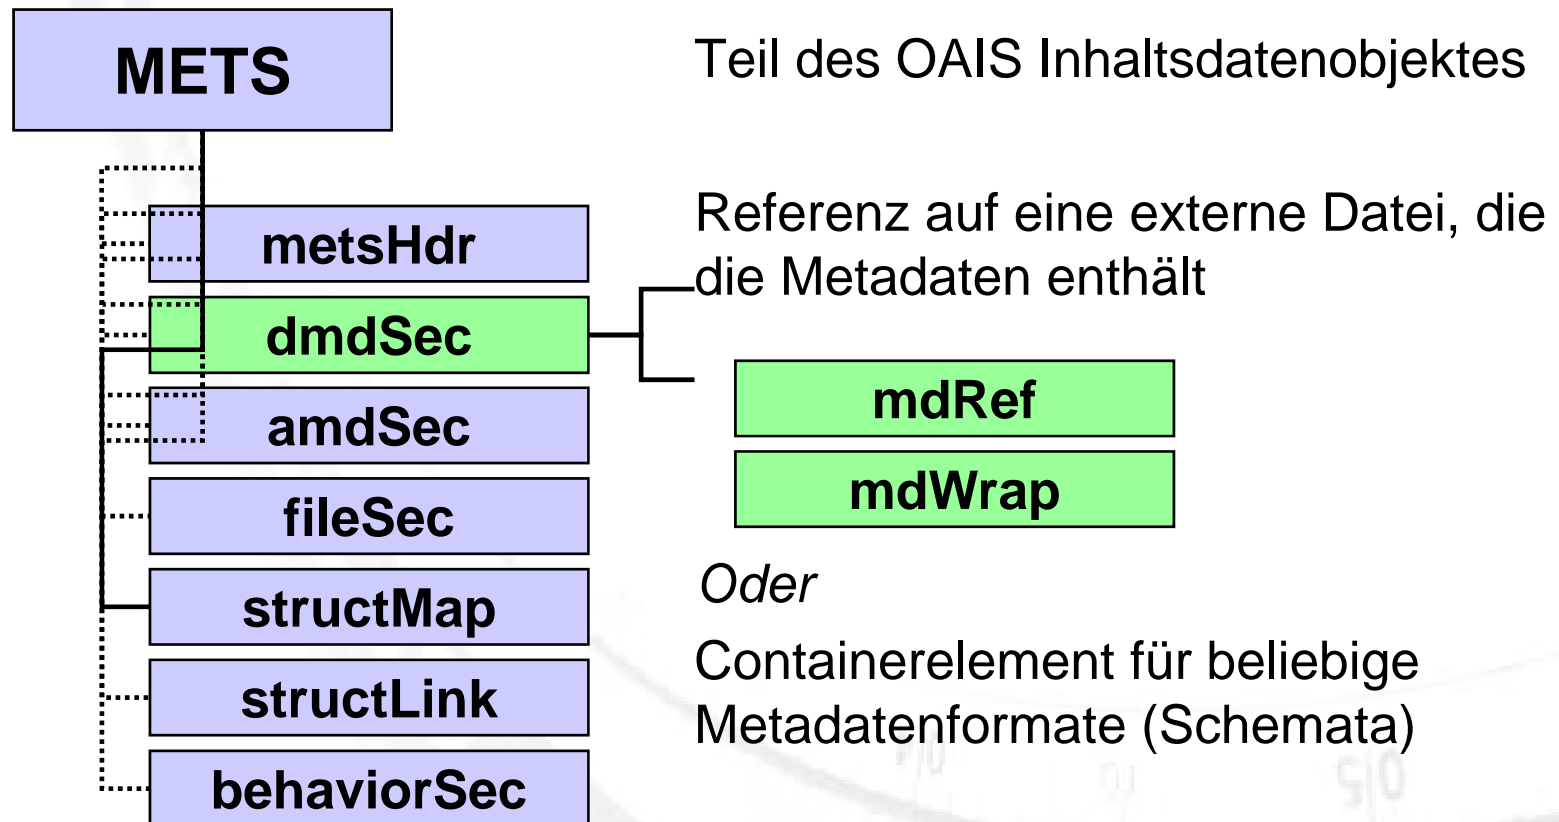 METS
Teil des OAIS Inhaltsdatenobjektes
metsHdr
dmdSec
amdSec
fileSec
structMap
structLink
behaviorSec
Referenz auf eine externe Datei, die
die Metadaten enthält
mdRef
mdWrap
Oder
Containerelement für beliebige
Metadatenformate (Schemata)